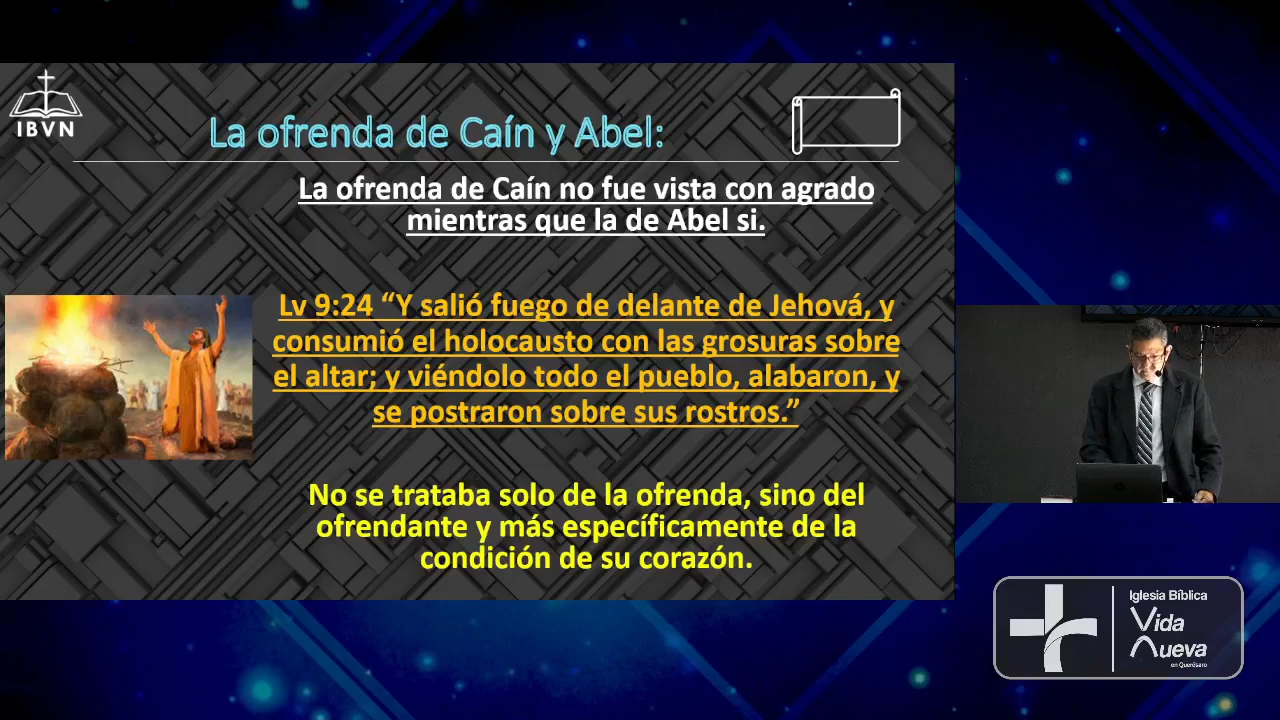 IBVN
La ofrenda de Caín y Abel:
La ofrenda de Caín no fue vista con agrado
mientras que la de Abel si.
Lv 9:24 “Y salió fuego de delante de Jehová, y
consumió el holocausto con las grosuras sobre
el altar; y viéndolo todo el pueblo, alabaron, y
se postraron sobre sus rostros.”
No se trataba solo de la ofrenda, sino del
ofrendante y más específicamente de la
condición de su corazón.
Iglesia Bíblica
Vida
Nueva
en Querétaro